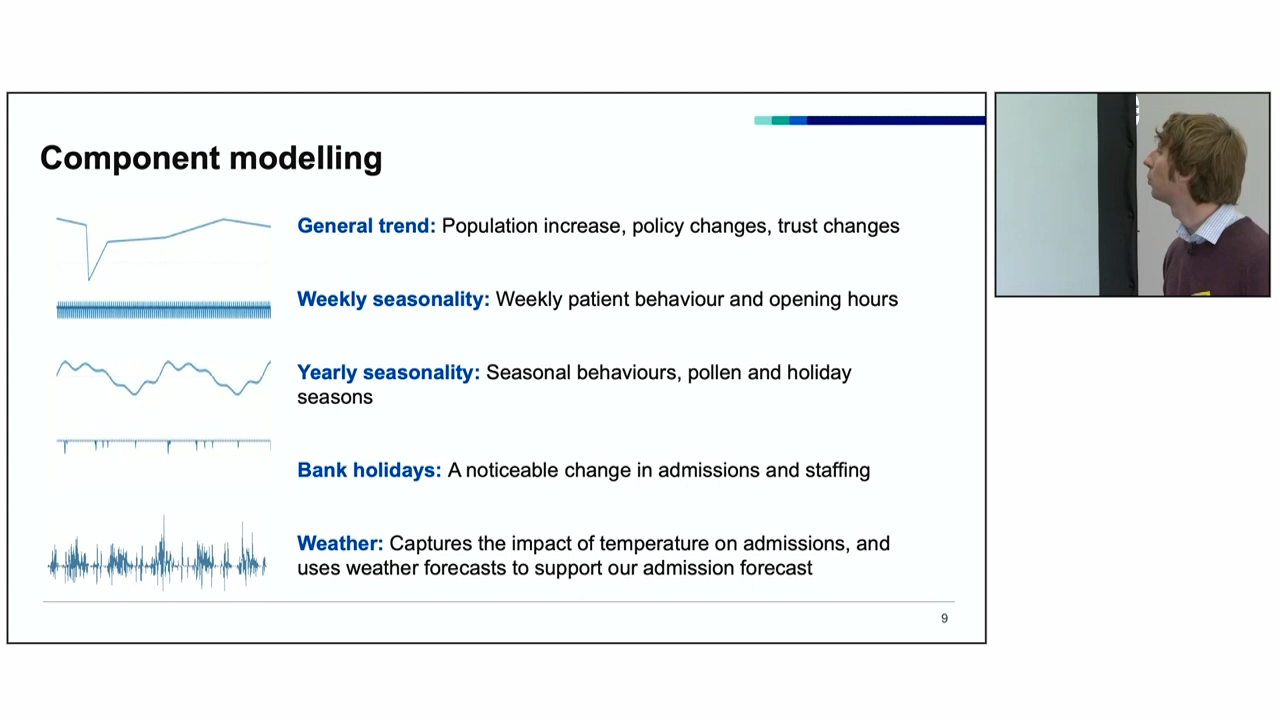 Component modelling
General trend: Population increase, policy changes, trust changes
Weekly seasonality: Weekly patient behaviour and opening hours
Yearly seasonality: Seasonal behaviours, pollen and holiday
seasons
Bank holidays: A noticeable change in admissions and staffing
Weather: Captures the impact of temperature on admissions, and
uses weather forecasts to support our admission forecast
9